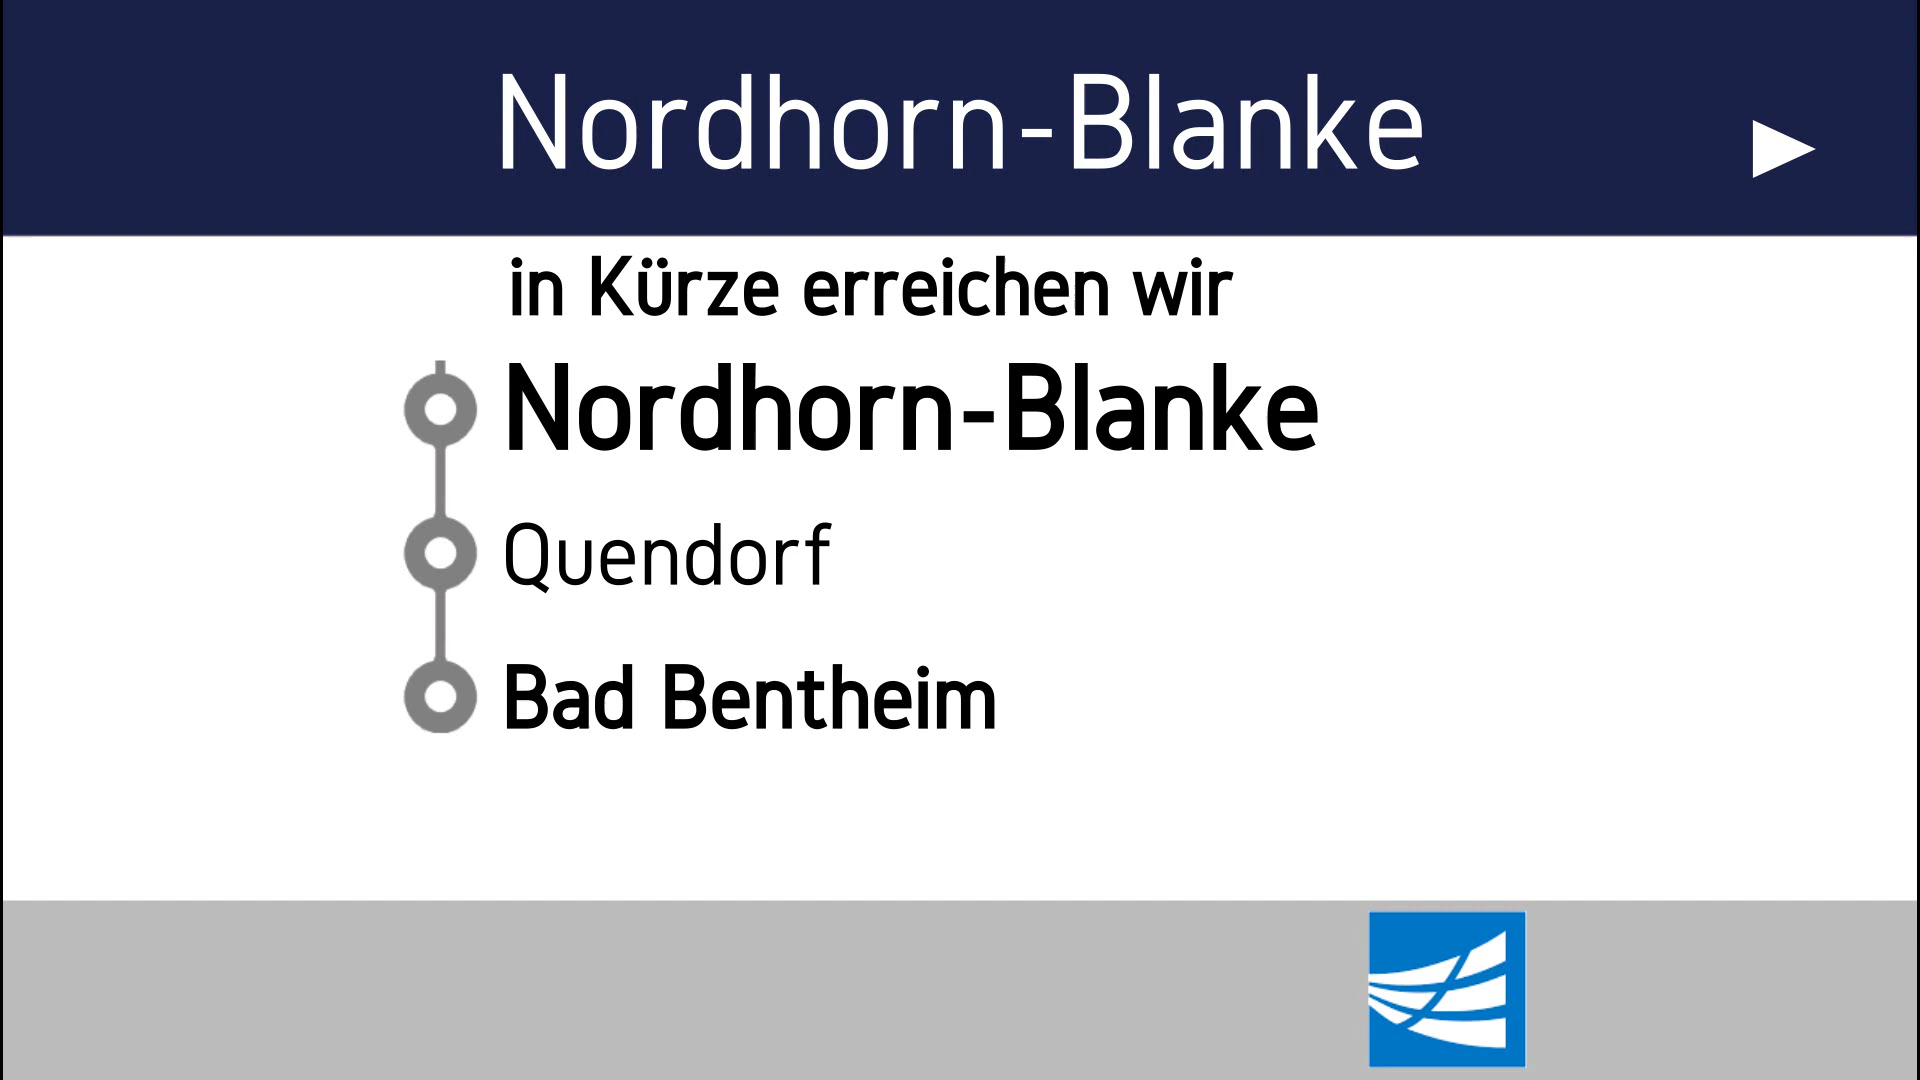 Nordhorn-Blanke
in Kürze erreichen wir
Nordhorn-Blanke
Quendorf
Bad Bentheim